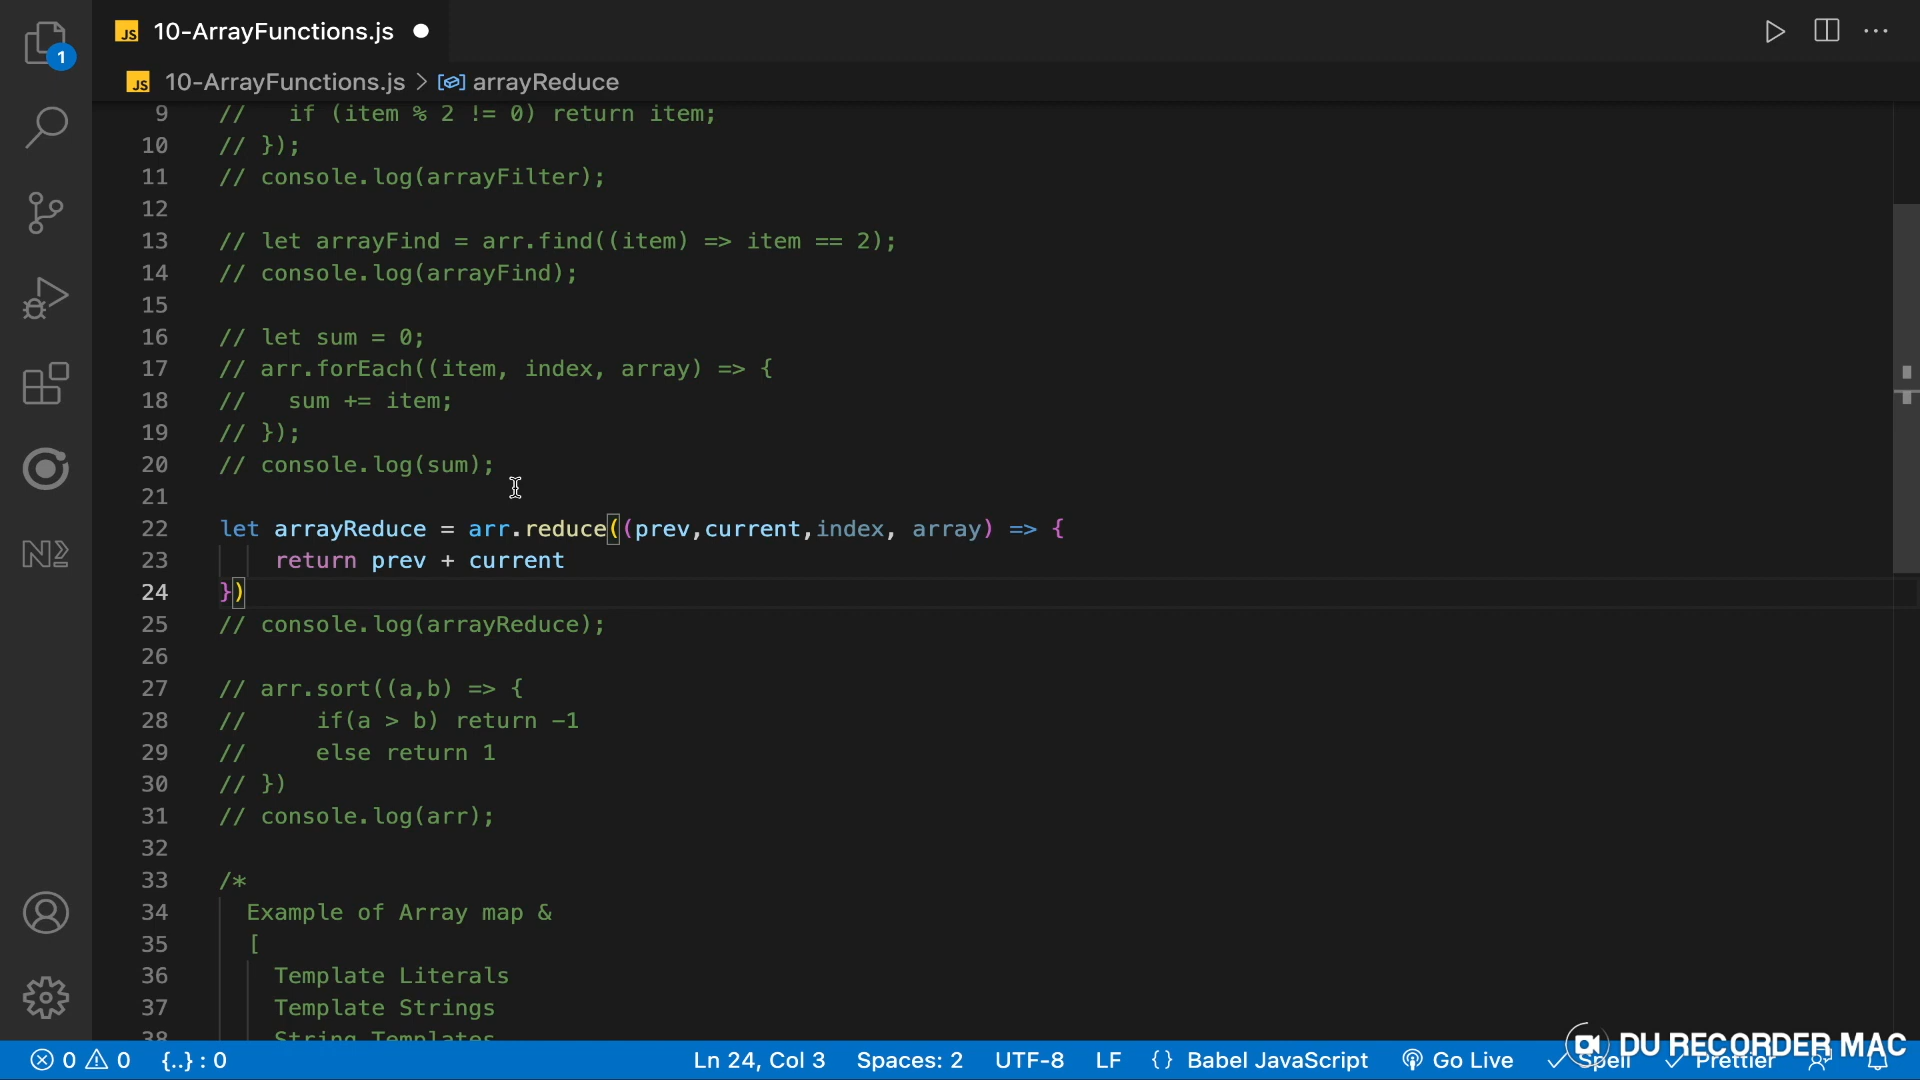 JS 10-ArrayFunctions.js
1
JS 10-ArrayFunctions.js > arrayReduce
9 //   if (item % 2 != 0) return item;
10 // });
11 // console.log(arrayFilter);
12
13 // let arrayFind = arr.find((item) => item == 2);
14 // console.log(arrayFind);
15
16 // let sum = 0;
17 // arr.forEach((item, index, array) => {
18 //   sum += item;
19 // });
20 // console.log(sum);
21
22 let arrayReduce = arr.reduce((prev,current,index, array) => {
23     return prev + current
24 })
25 // console.log(arrayReduce);
26
27 // arr.sort((a,b) => {
28 //     if(a > b) return -1
29 //     else return 1
30 // })
31 // console.log(arr);
32
33 /*
34   Example of Array map &
35   [
36     Template Literals
37     Template Strings
38     String Templates
0 0 {..} : 0 Ln 24, Col 3 Spaces: 2 UTF-8 LF {} Babel JavaScript Go Live Spell Prettier
DU RECORDER MAC